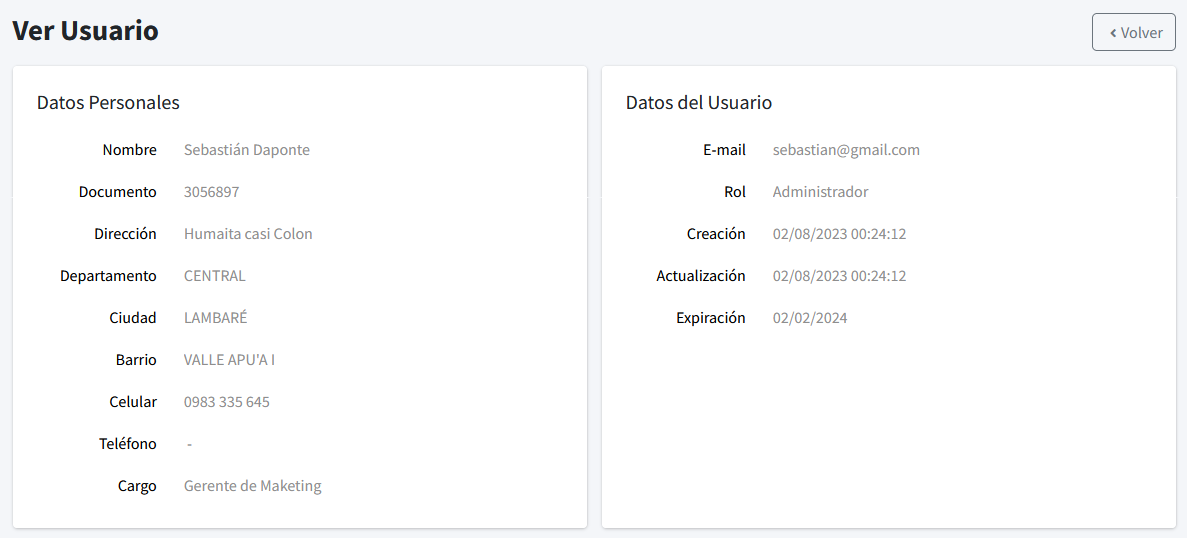 Ver Usuario
Volver
Datos Personales
Nombre Sebastián Daponte
Documento 3056897
Dirección Humaita casi Colon
Departamento CENTRAL
Ciudad LAMBARÉ
Barrio VALLE APU'A I
Celular 0983 335 645
Teléfono -
Cargo Gerente de Maketing
Datos del Usuario
E-mail sebastian@gmail.com
Rol Administrador
Creación 02/08/2023 00:24:12
Actualización 02/08/2023 00:24:12
Expiración 02/02/2024